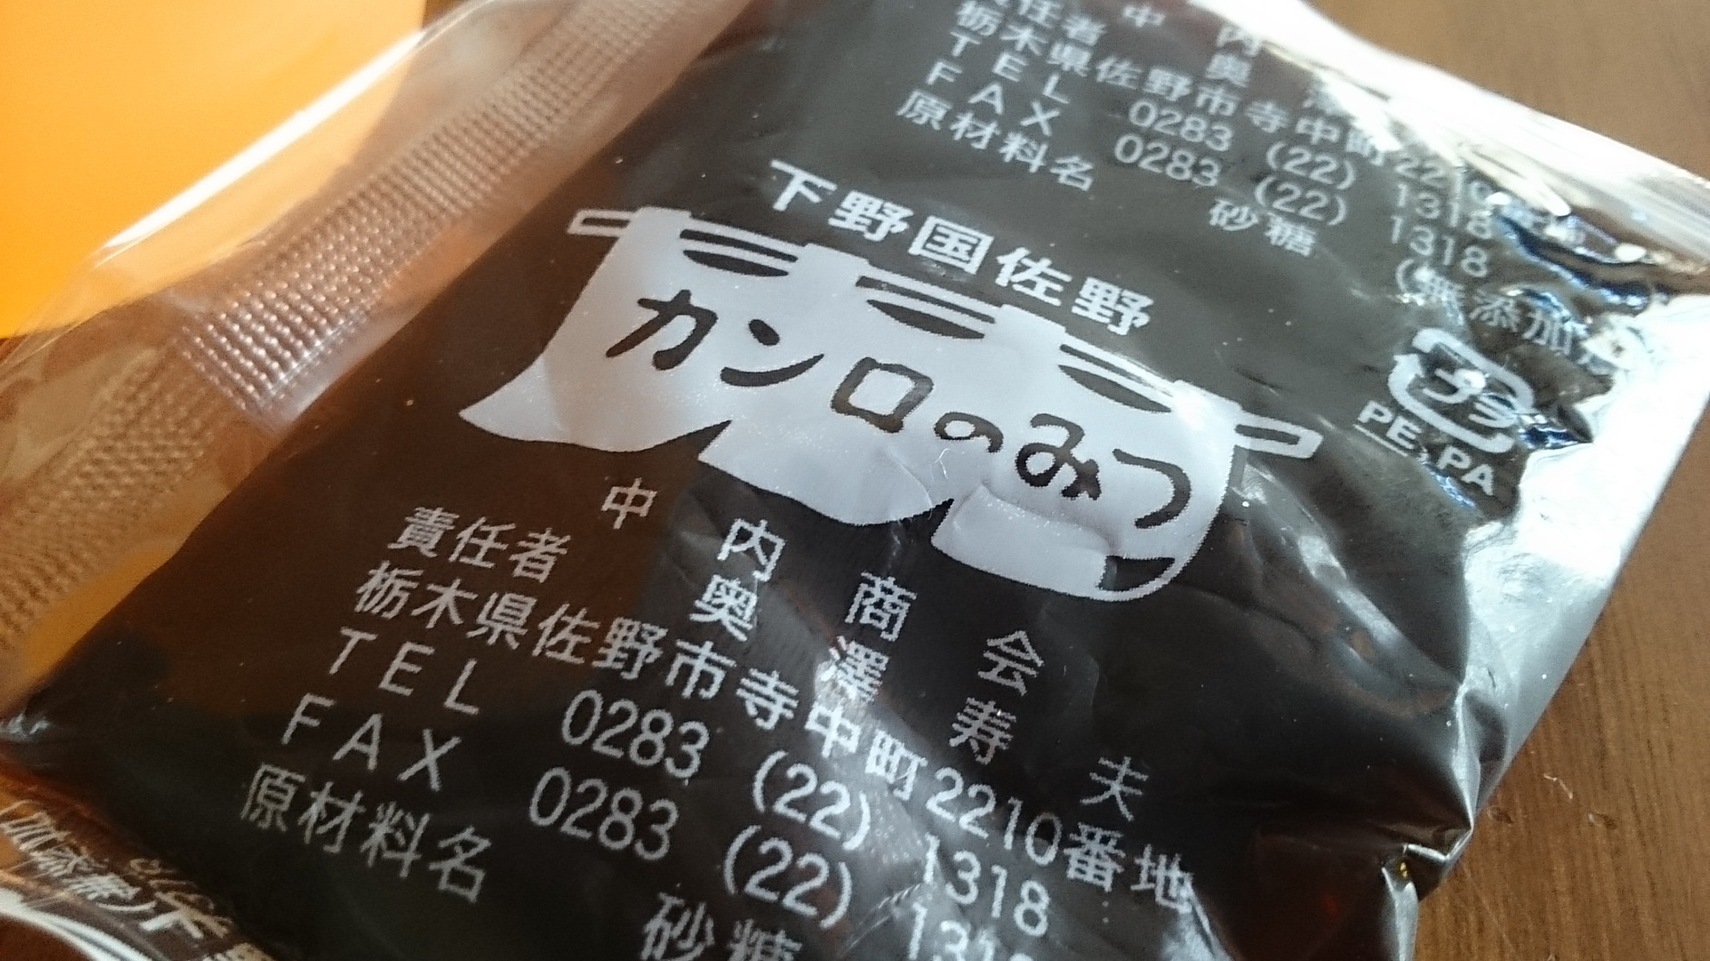 責任者 中内奥
栃木県佐野市寺中町2210
TEL 0283 (22) 1318
FAX 0283 (22) 1318
原材料名 砂糖 (無添加
下野国佐野
カンロのみつ
プラ
PE,PA
中内商会
責任者 奥澤寿夫
栃木県佐野市寺中町2210番地
TEL 0283 (22) 1318
FAX 0283 (22) 131
原材料名 砂糖